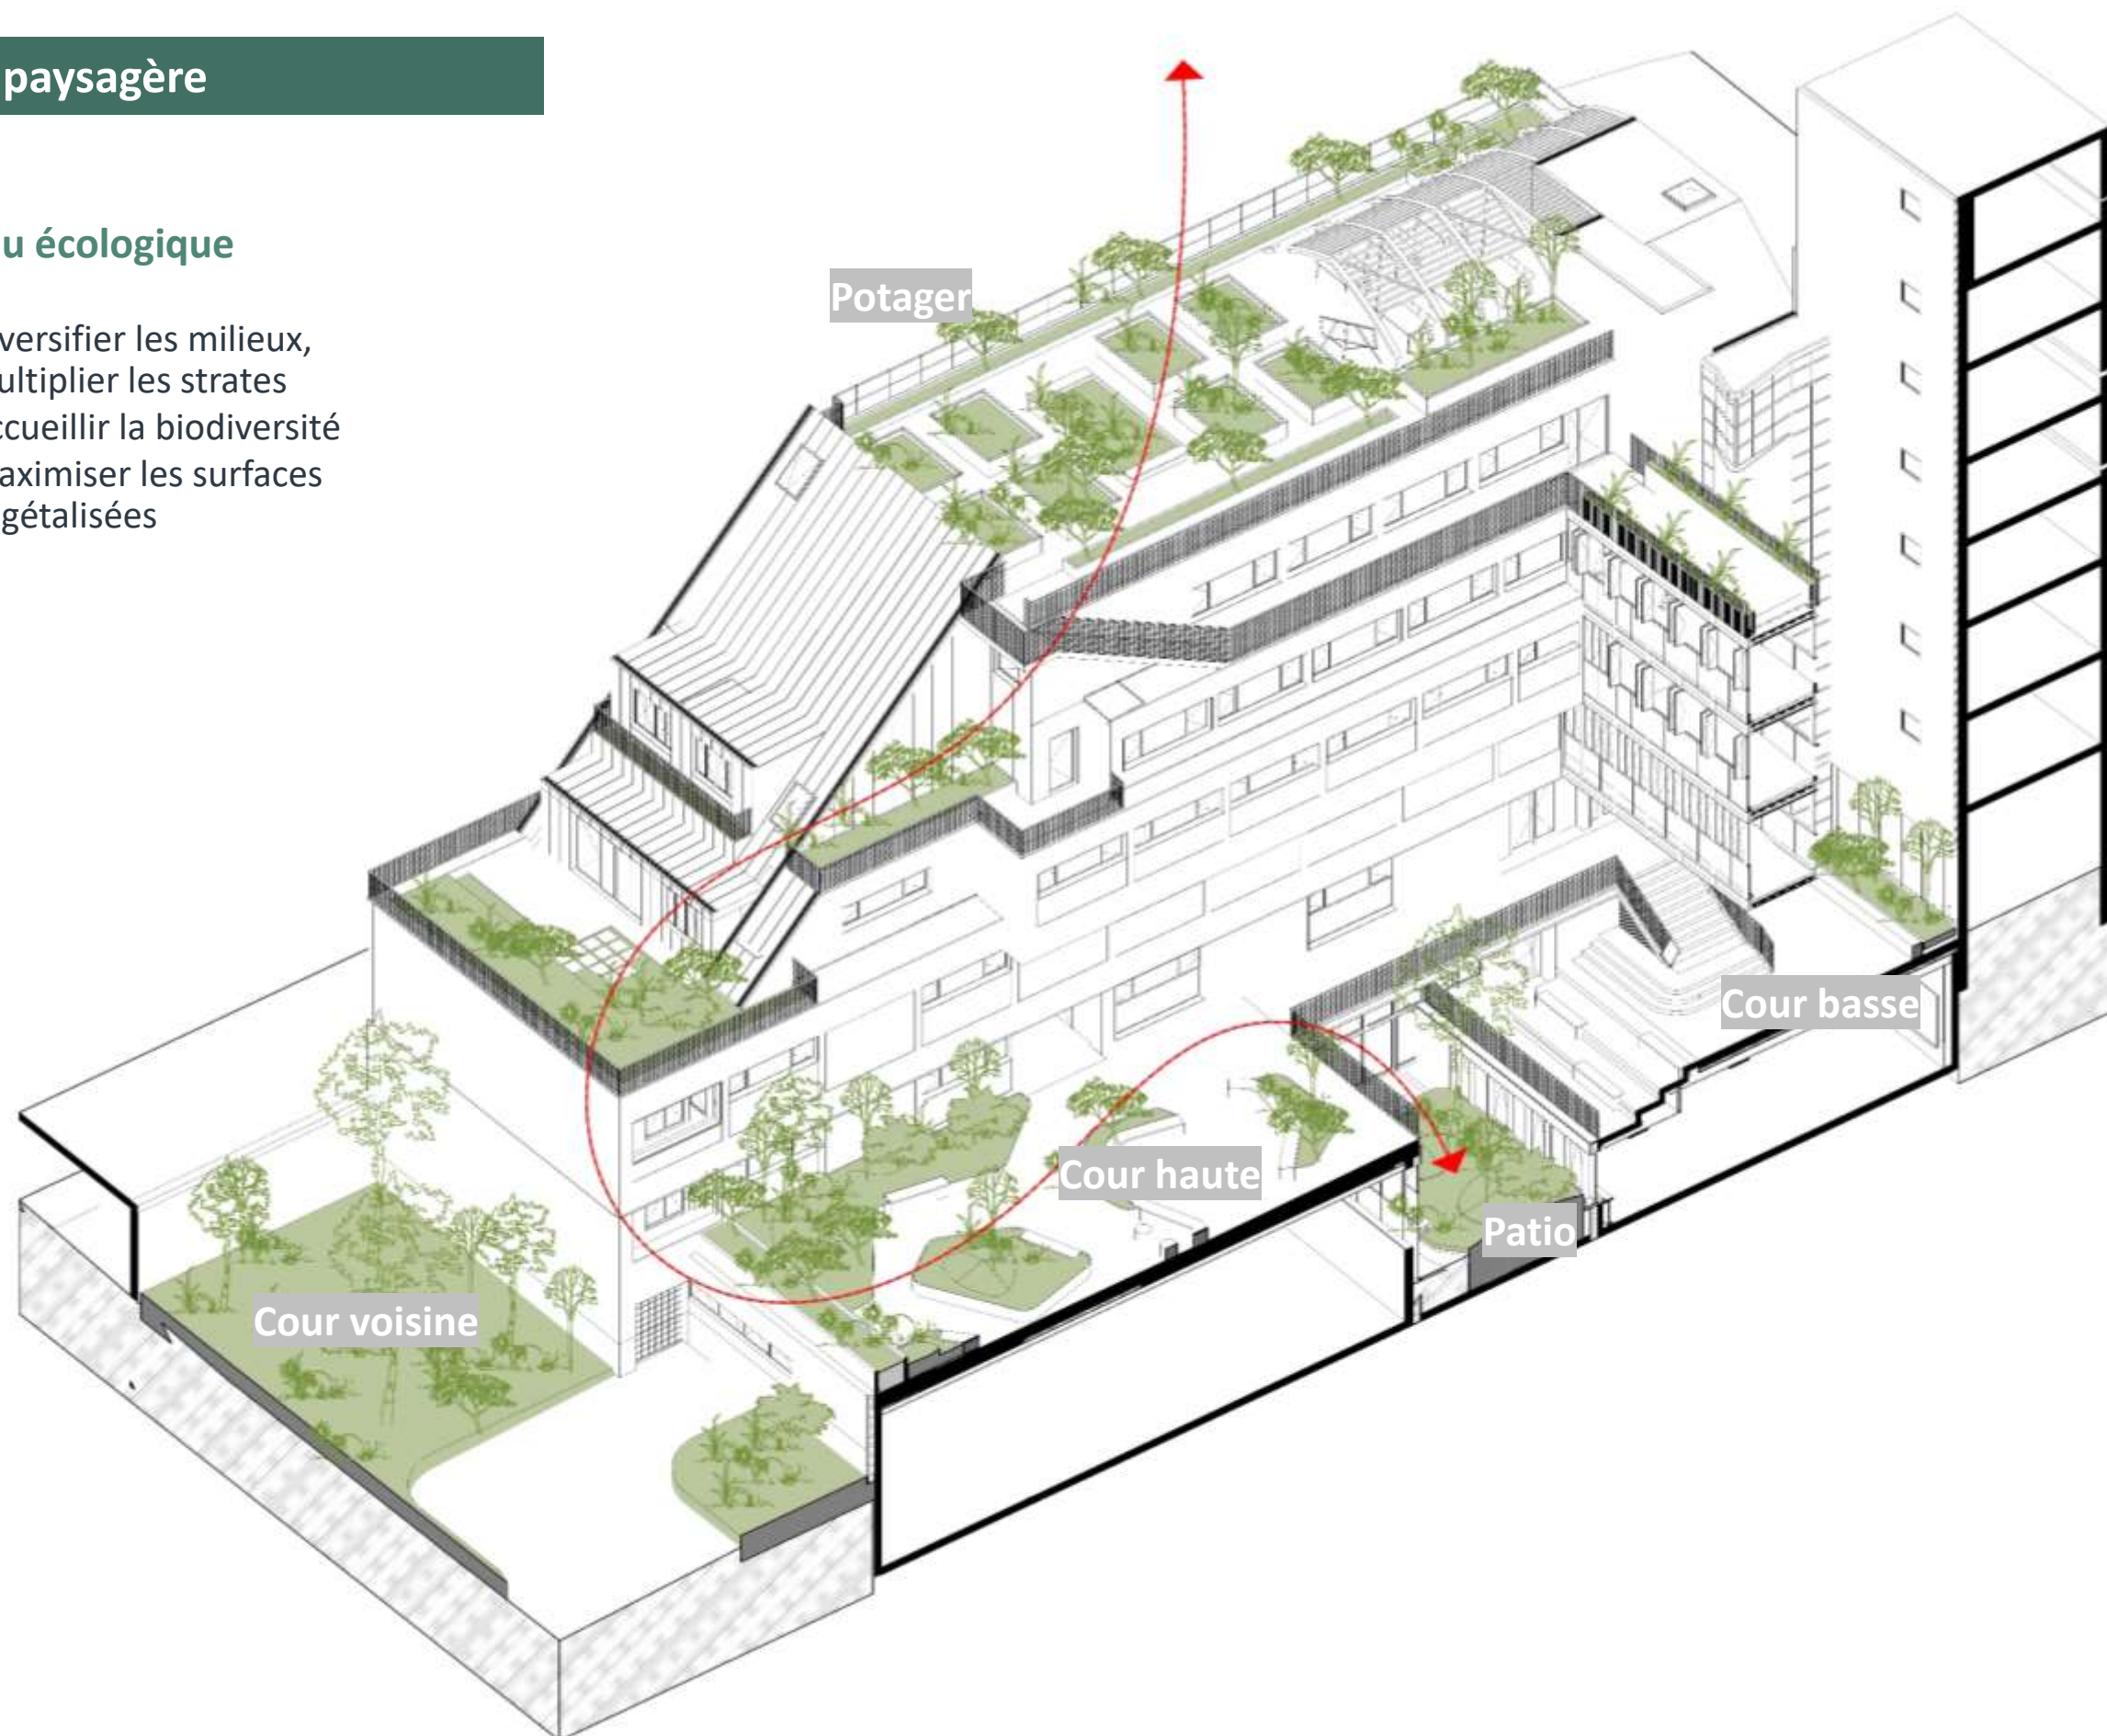 paysagère
u écologique
versifier les milieux,
ultiplier les strates
ccueillir la biodiversité
aximiser les surfaces
gétalisées
Potager
Cour basse
Cour haute
Patio
Cour voisine